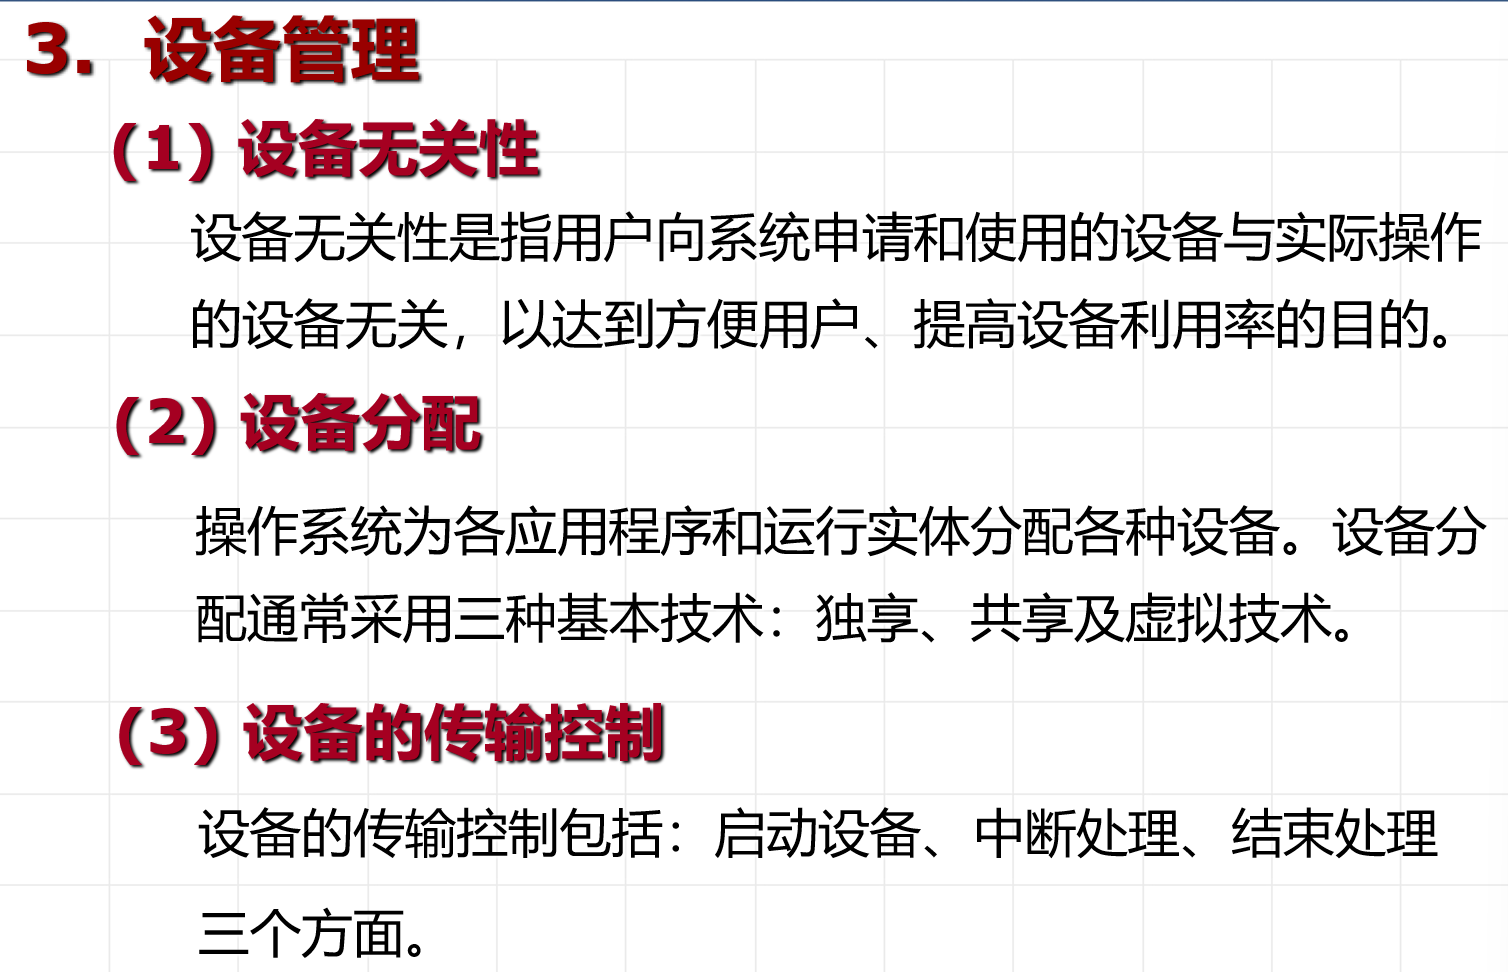 3. 设备管理
(1) 设备无关性
设备无关性是指用户向系统申请和使用的设备与实际操作
的设备无关，以达到方便用户、提高设备利用率的目的。
(2) 设备分配
操作系统为各应用程序和运行实体分配各种设备。设备分
配通常采用三种基本技术：独享、共享及虚拟技术。
(3) 设备的传输控制
设备的传输控制包括：启动设备、中断处理、结束处理
三个方面。